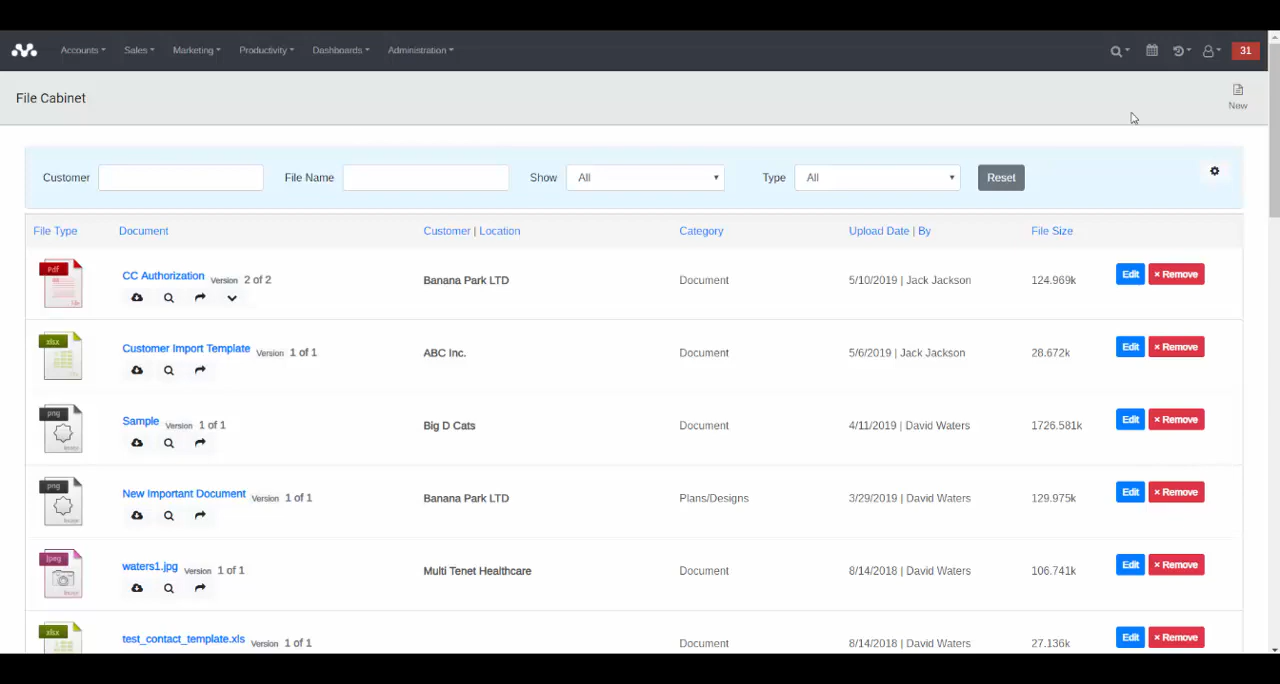 Accounts Sales Marketing Productivity Dashboards Administration 31
File Cabinet
New
Customer File Name Show All Type All Reset
File Type Document Customer | Location Category Upload Date | By File Size
Pdf CC Authorization Version 2 of 2 Banana Park LTD Document 5/10/2019 | Jack Jackson 124.969k Edit × Remove
xlsx Customer Import Template Version 1 of 1 ABC Inc. Document 5/6/2019 | Jack Jackson 28.672k Edit × Remove
png Sample Version 1 of 1 Big D Cats Document 4/11/2019 | David Waters 1726.581k Edit × Remove
png New Important Document Version 1 of 1 Banana Park LTD Plans/Designs 3/29/2019 | David Waters 129.975k Edit × Remove
jpeg waters1.jpg Version 1 of 1 Multi Tenet Healthcare Document 8/14/2018 | David Waters 106.741k Edit × Remove
xlsx test_contact_template.xls Version 1 of 1 Document 8/14/2018 | David Waters 27.136k Edit × Remove